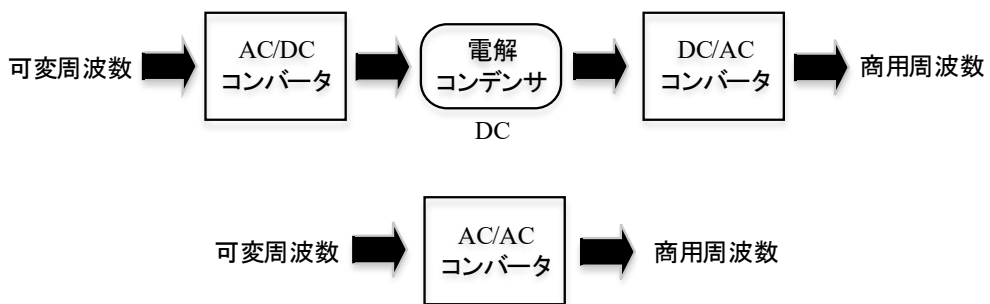 可変周波数
AC/DC
コンバータ
電解
コンデンサ
DC
DC/AC
コンバータ
商用周波数
可変周波数
AC/AC
コンバータ
商用周波数